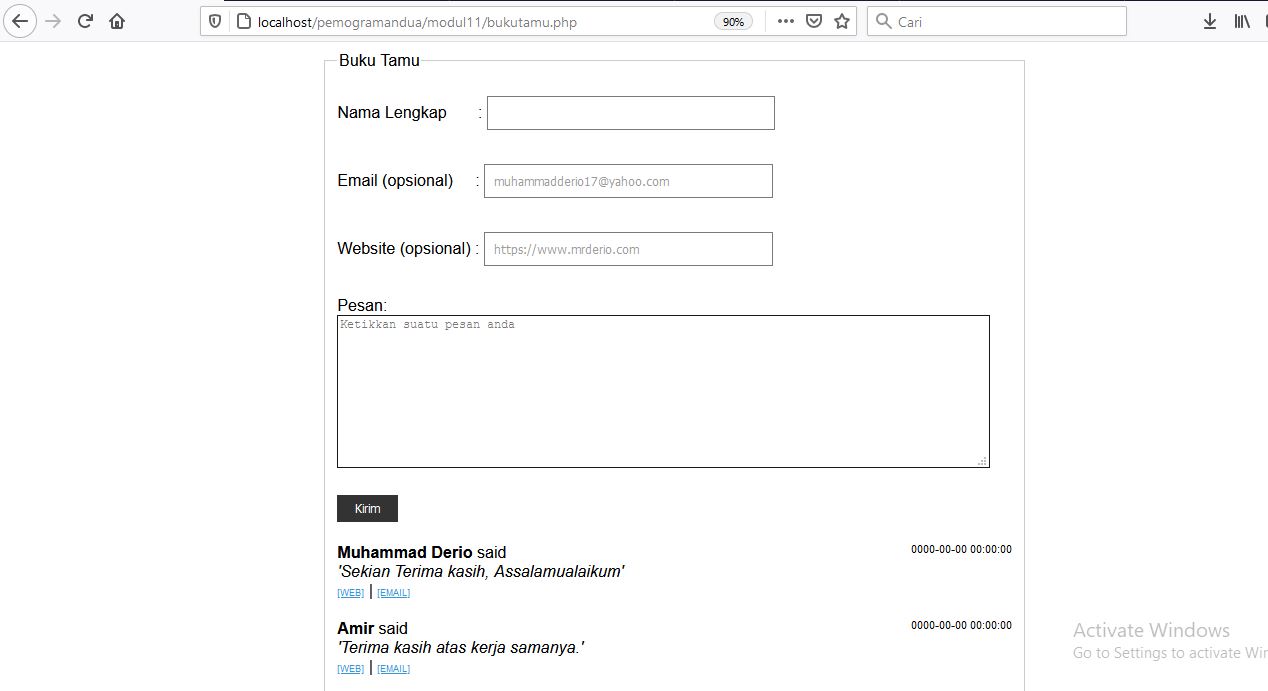 localhost/pemogramandua/modul11/bukutamu.php 90% Cari
Buku Tamu
Nama Lengkap :
Email (opsional) : muhammadderio17@yahoo.com
Website (opsional) : https://www.mrderio.com
Pesan:
Ketikkan suatu pesan anda
Kirim
Muhammad Derio said 0000-00-00 00:00:00
'Sekian Terima kasih, Assalamualaikum'
[WEB] | [EMAIL]
Amir said 0000-00-00 00:00:00
'Terima kasih atas kerja samanya.'
[WEB] | [EMAIL]
Activate Windows
Go to Settings to activate Wi